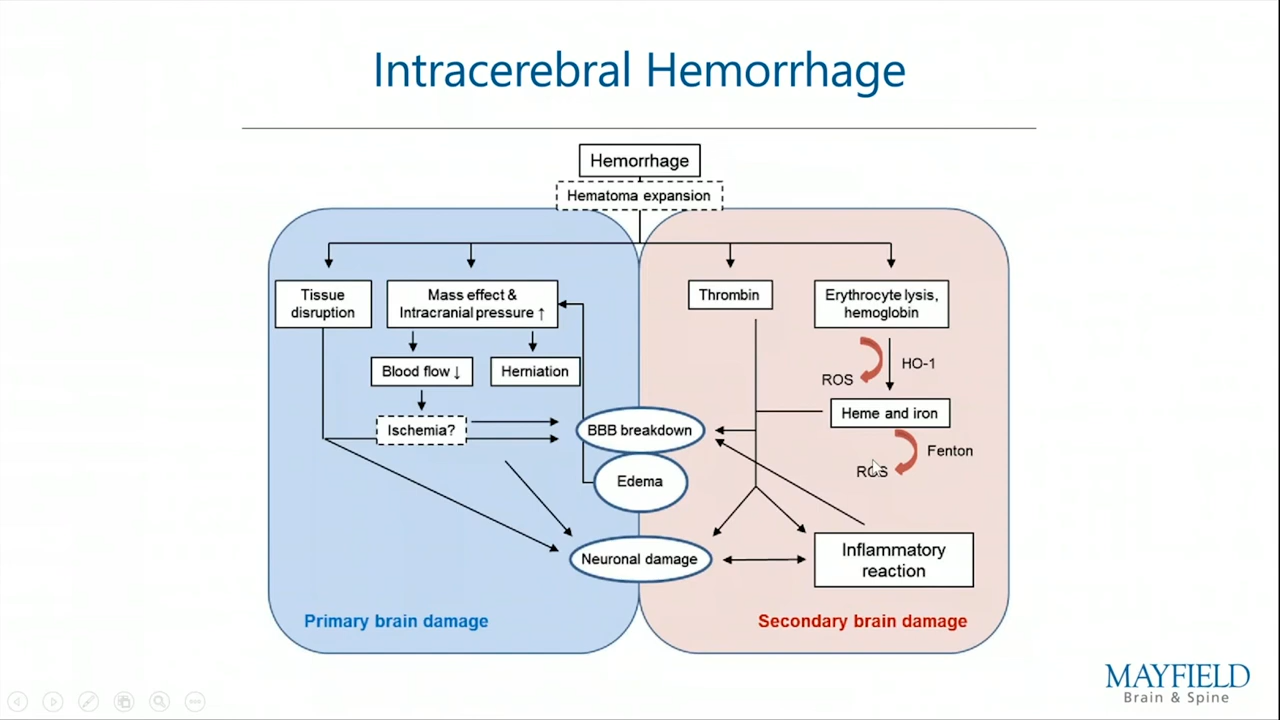 Intracerebral Hemorrhage
Hemorrhage
Hematoma expansion
Tissue
disruption
Mass effect &
Intracranial pressure ↑
Thrombin
Erythrocyte lysis,
hemoglobin
HO-1
ROS
Blood flow ↓
Herniation
Heme and iron
Ischemia?
BBB breakdown
Fenton
ROS
Edema
Inflammatory
reaction
Neuronal damage
Primary brain damage
Secondary brain damage
MAYFIELD
Brain & Spine